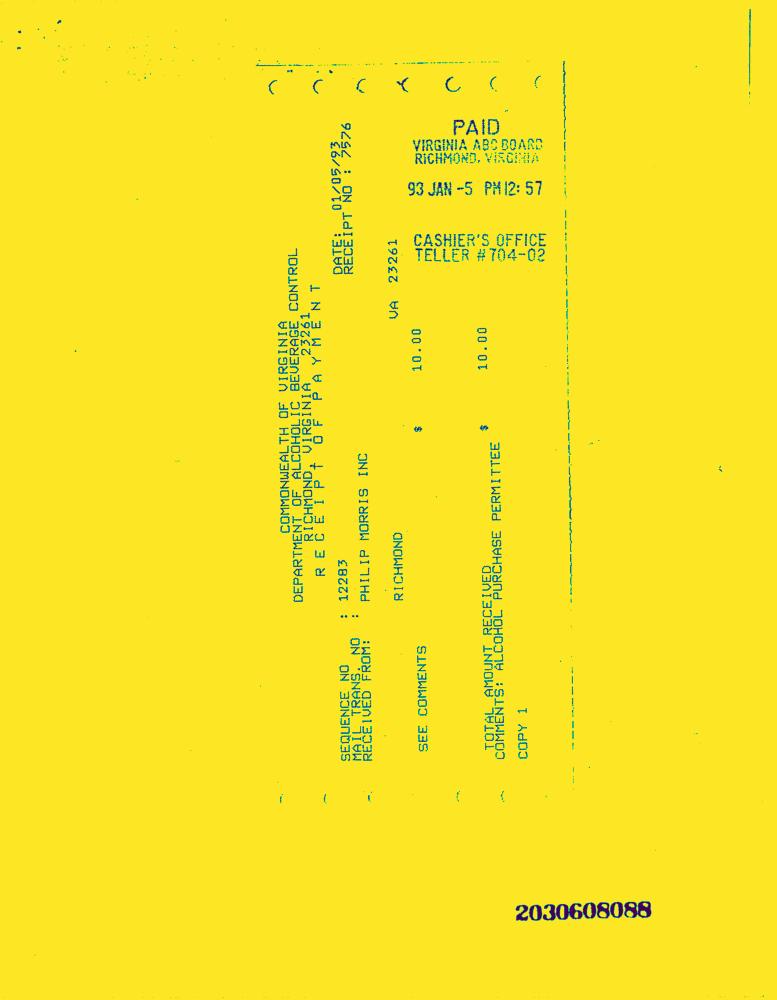 COMMONWEALTH OF VIRGINIA
DEPARTMENT OF ALCOHOLIC BEVERAGE CONTROL
RICHMOND, VIRGINIA 23261
R E C E I P T O F P A Y M E N T
DATE: 01/05/93
RECEIPT NO : 7576
SEQUENCE NO : 12283
MAIL TRANS. NO :
RECEIVED FROM: PHILIP MORRIS INC
RICHMOND VA 23261
SEE COMMENTS $ 10.00
TOTAL AMOUNT RECEIVED $ 10.00
COMMENTS: ALCOHOL PURCHASE PERMITTEE
COPY 1
PAID
VIRGINIA ABC BOARD
RICHMOND, VIRGINIA
93 JAN -5 PM 12: 57
CASHIER'S OFFICE
TELLER #704-02
2030608088